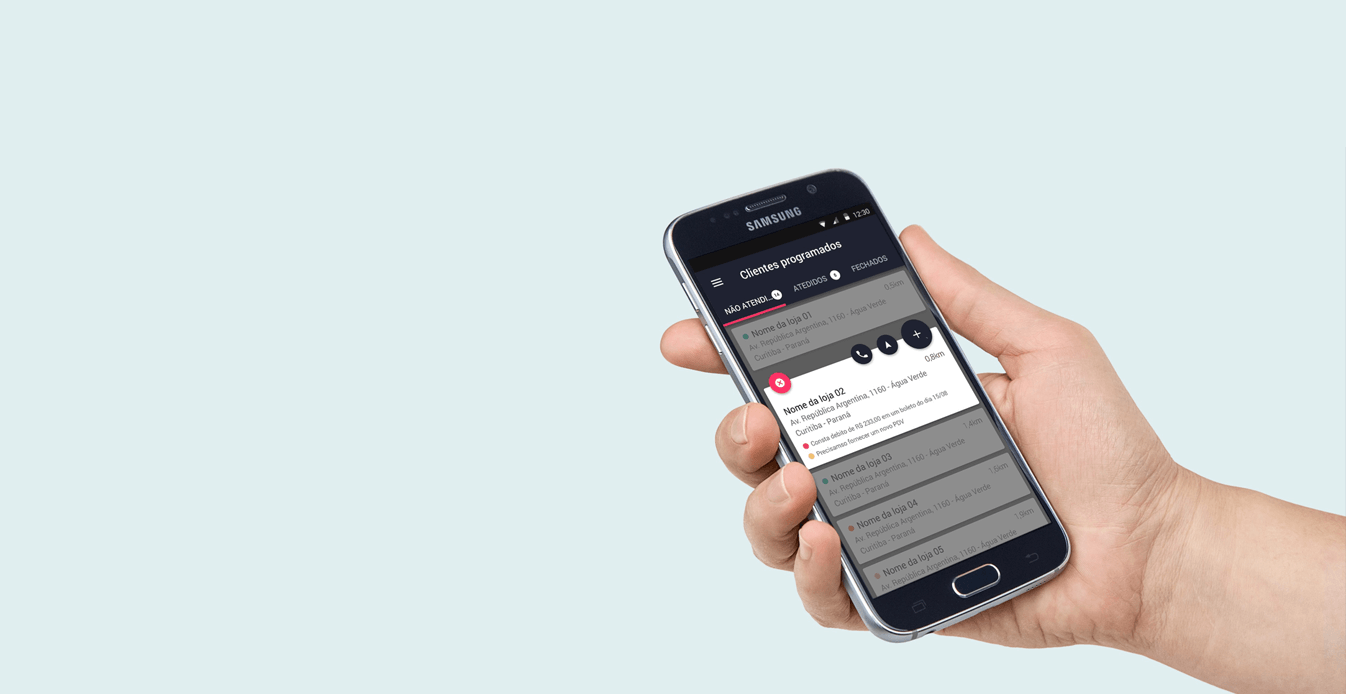 SAMSUNG
12:30
Clientes programados
NÃO ATENDI... 14
ATEDIDOS
FECHADOS
Nome da loja 01
0,5km
Av. República Argentina, 1160 - Água Verde
Curitiba - Paraná
Nome da loja 02
0,8km
Av. República Argentina, 1160 - Água Verde
Curitiba - Paraná
Consta debito de R$ 233,00 em um boleto do dia 15/08
Precisamso fornecer um novo PDV
Nome da loja 03
1,4km
Av. República Argentina, 1160 - Água Verde
Curitiba - Paraná
Nome da loja 04
1,6km
Av. República Argentina, 1160 - Água Verde
Curitiba - Paraná
Nome da loja 05
1,9km
Av. República Argentina, 1160 - Água Verde